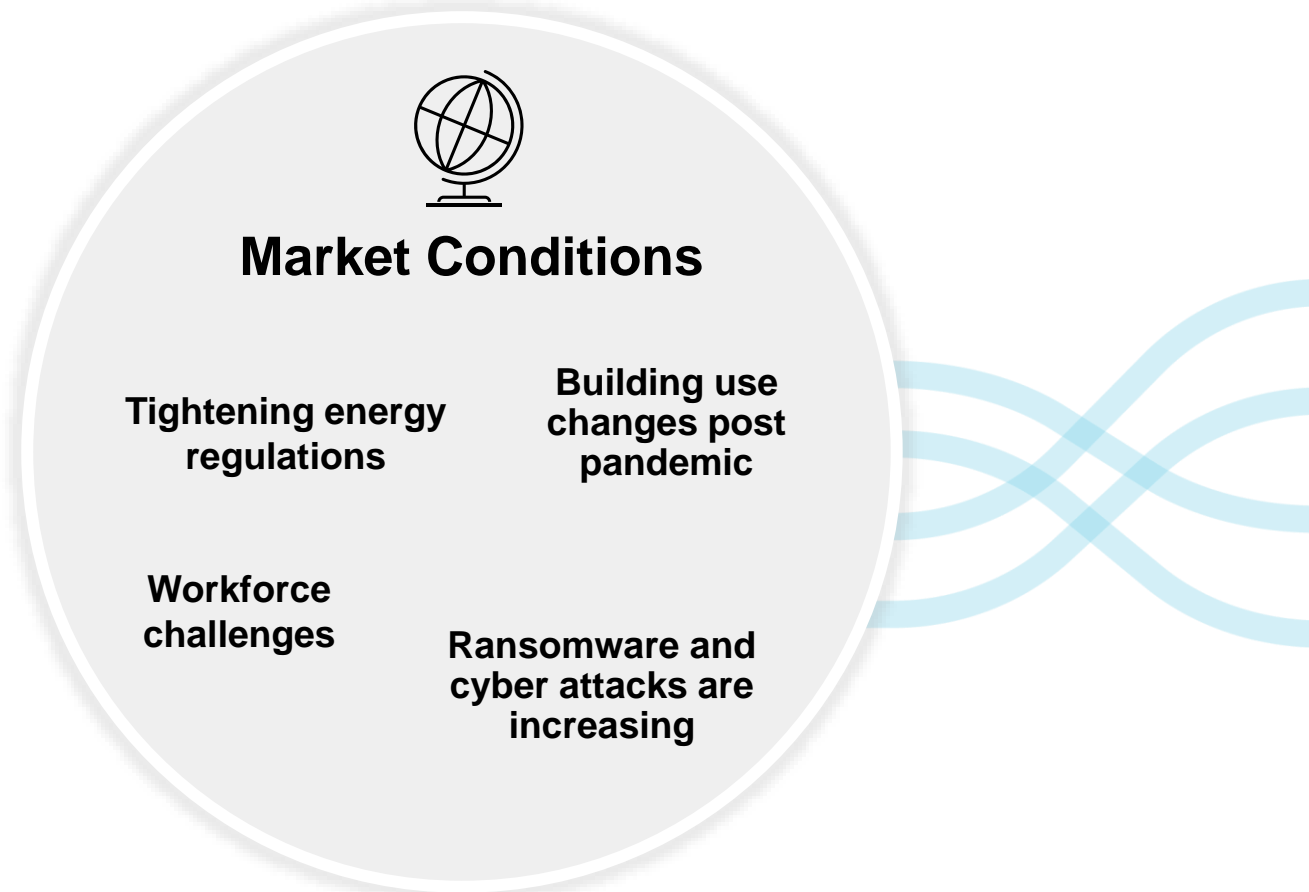 Market Conditions
Tightening energy
regulations
Building use
changes post
pandemic
Workforce
challenges
Ransomware and
cyber attacks are
increasing